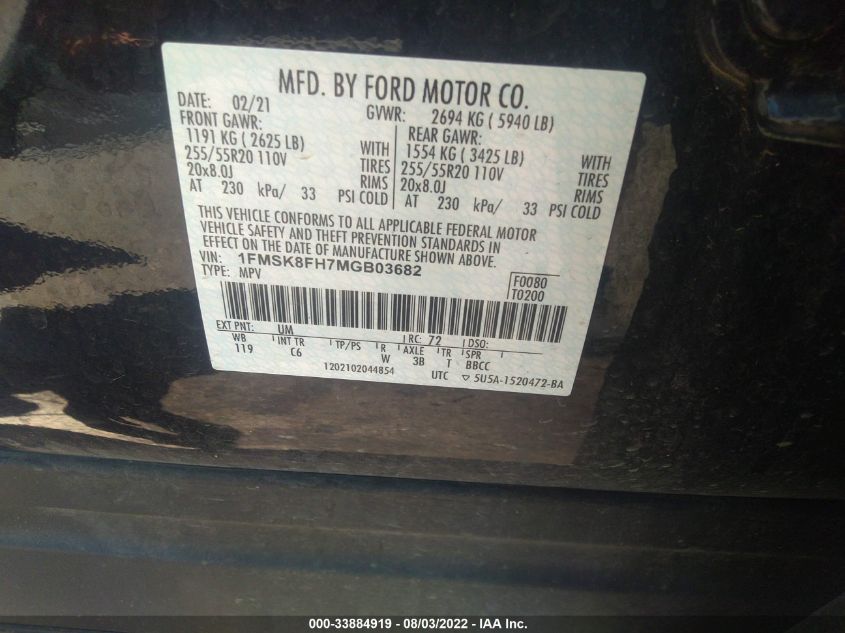 MFD. BY FORD MOTOR CO.
DATE: 02/21 GVWR: 2694 KG ( 5940 LB)
FRONT GAWR: REAR GAWR:
1191 KG ( 2625 LB) WITH 1554 KG ( 3425 LB) WITH
255/55R20 110V TIRES 255/55R20 110V TIRES
20x8.0J RIMS 20x8.0J RIMS
AT 230 kPa/ 33 PSI COLD AT 230 kPa/ 33 PSI COLD
THIS VEHICLE CONFORMS TO ALL APPLICABLE FEDERAL MOTOR
VEHICLE SAFETY AND THEFT PREVENTION STANDARDS IN
EFFECT ON THE DATE OF MANUFACTURE SHOWN ABOVE.
VIN: 1FMSK8FH7MGB03682
TYPE: MPV F0080
T0200
EXT PNT: UM RC: 72 DSO:
WB INT TR TP/PS R AXLE TR SPR
119 C6 W 3B T BBCC
1202102044854 UTC ▽ 5U5A-1520472-BA
000-33884919 - 08/03/2022 - IAA Inc.